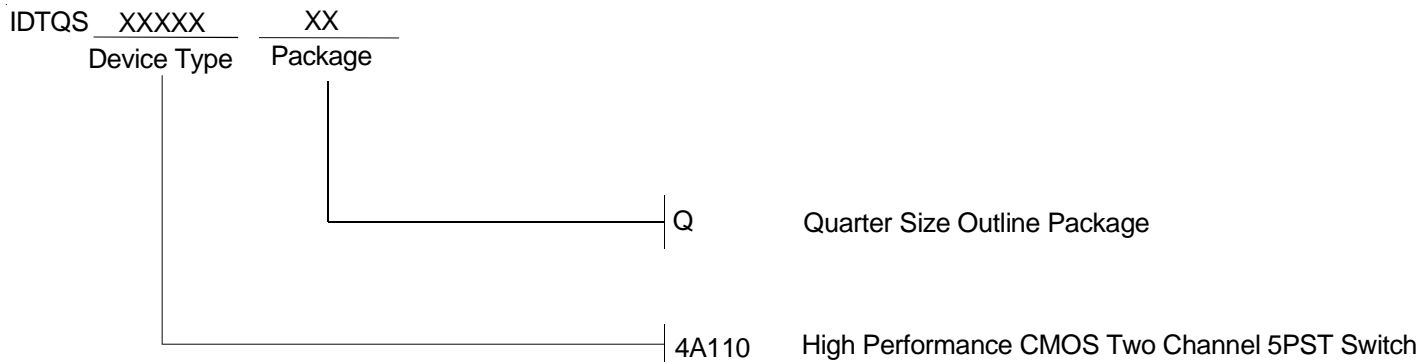 IDTQS XXXXX XX
Device Type Package
Q Quarter Size Outline Package
4A110 High Performance CMOS Two Channel 5PST Switch